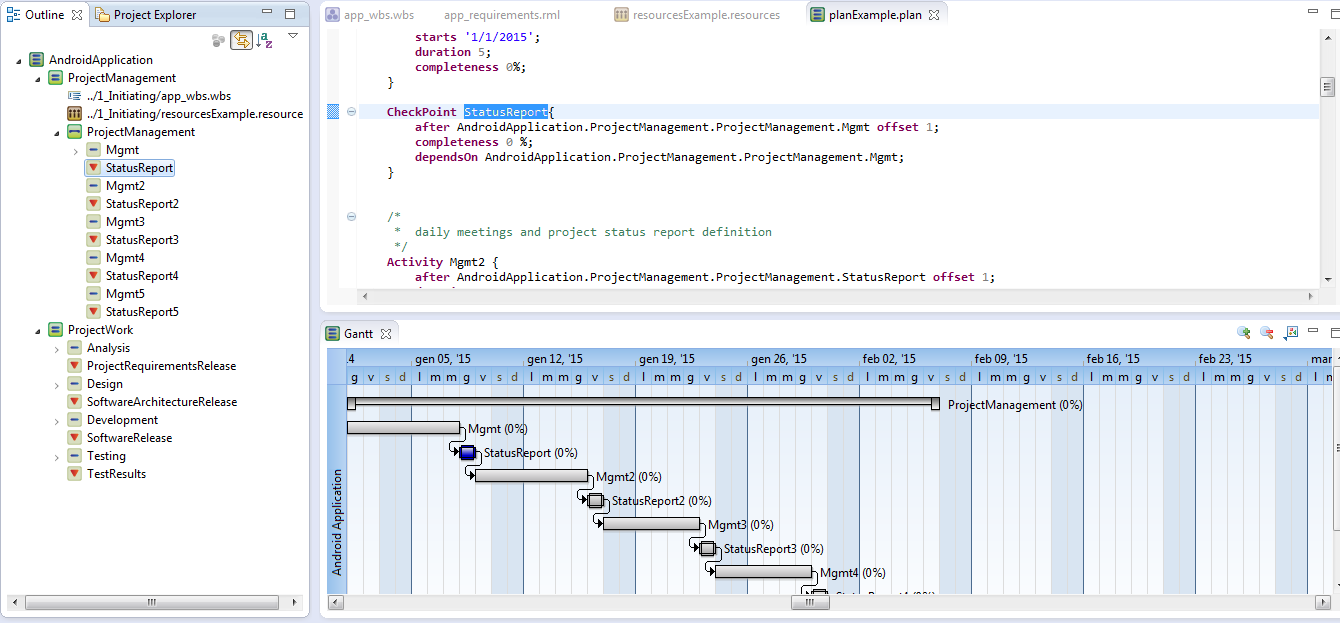 Outline
Project Explorer
AndroidApplication
ProjectManagement
../1_Initiating/app_wbs.wbs
../1_Initiating/resourcesExample.resource
ProjectManagement
Mgmt
StatusReport
Mgmt2
StatusReport2
Mgmt3
StatusReport3
Mgmt4
StatusReport4
Mgmt5
StatusReport5
ProjectWork
Analysis
ProjectRequirementsRelease
Design
SoftwareArchitectureRelease
Development
SoftwareRelease
Testing
TestResults
app_wbs.wbs
app_requirements.rml
resourcesExample.resources
planExample.plan
starts '1/1/2015';
duration 5;
completeness 0%;
}
CheckPoint StatusReport{
after AndroidApplication.ProjectManagement.ProjectManagement.Mgmt offset 1;
completeness 0 %;
dependsOn AndroidApplication.ProjectManagement.ProjectManagement.Mgmt;
}
/*
* daily meetings and project status report definition
*/
Activity Mgmt2 {
after AndroidApplication.ProjectManagement.ProjectManagement.StatusReport offset 1;
Gantt
4 gen 05, '15 gen 12, '15 gen 19, '15 gen 26, '15 feb 02, '15 feb 09, '15 feb 16, '15 feb 23, '15 mar
g v s d l m m g v s d l m m g v s d l m m g v s d l m m g v s d l m m g v s d l m m g v s d l m m g v s d l m m g v s d l m
ProjectManagement (0%)
Mgmt (0%)
StatusReport (0%)
Mgmt2 (0%)
StatusReport2 (0%)
Mgmt3 (0%)
StatusReport3 (0%)
Mgmt4 (0%)
Android Application